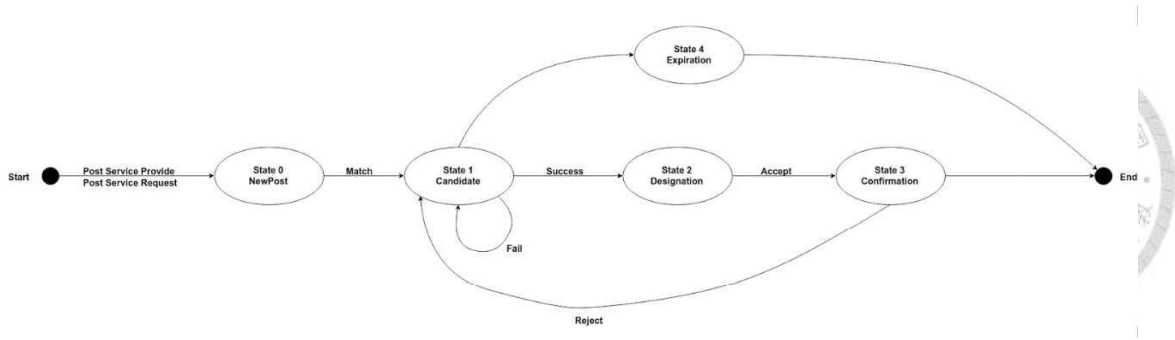 State 4
Expiration
Start
Post Service Provide
Post Service Request
State 0
NewPost
Match
State 1
Candidate
Success
State 2
Designation
Accept
State 3
Confirmation
End
Fail
Reject